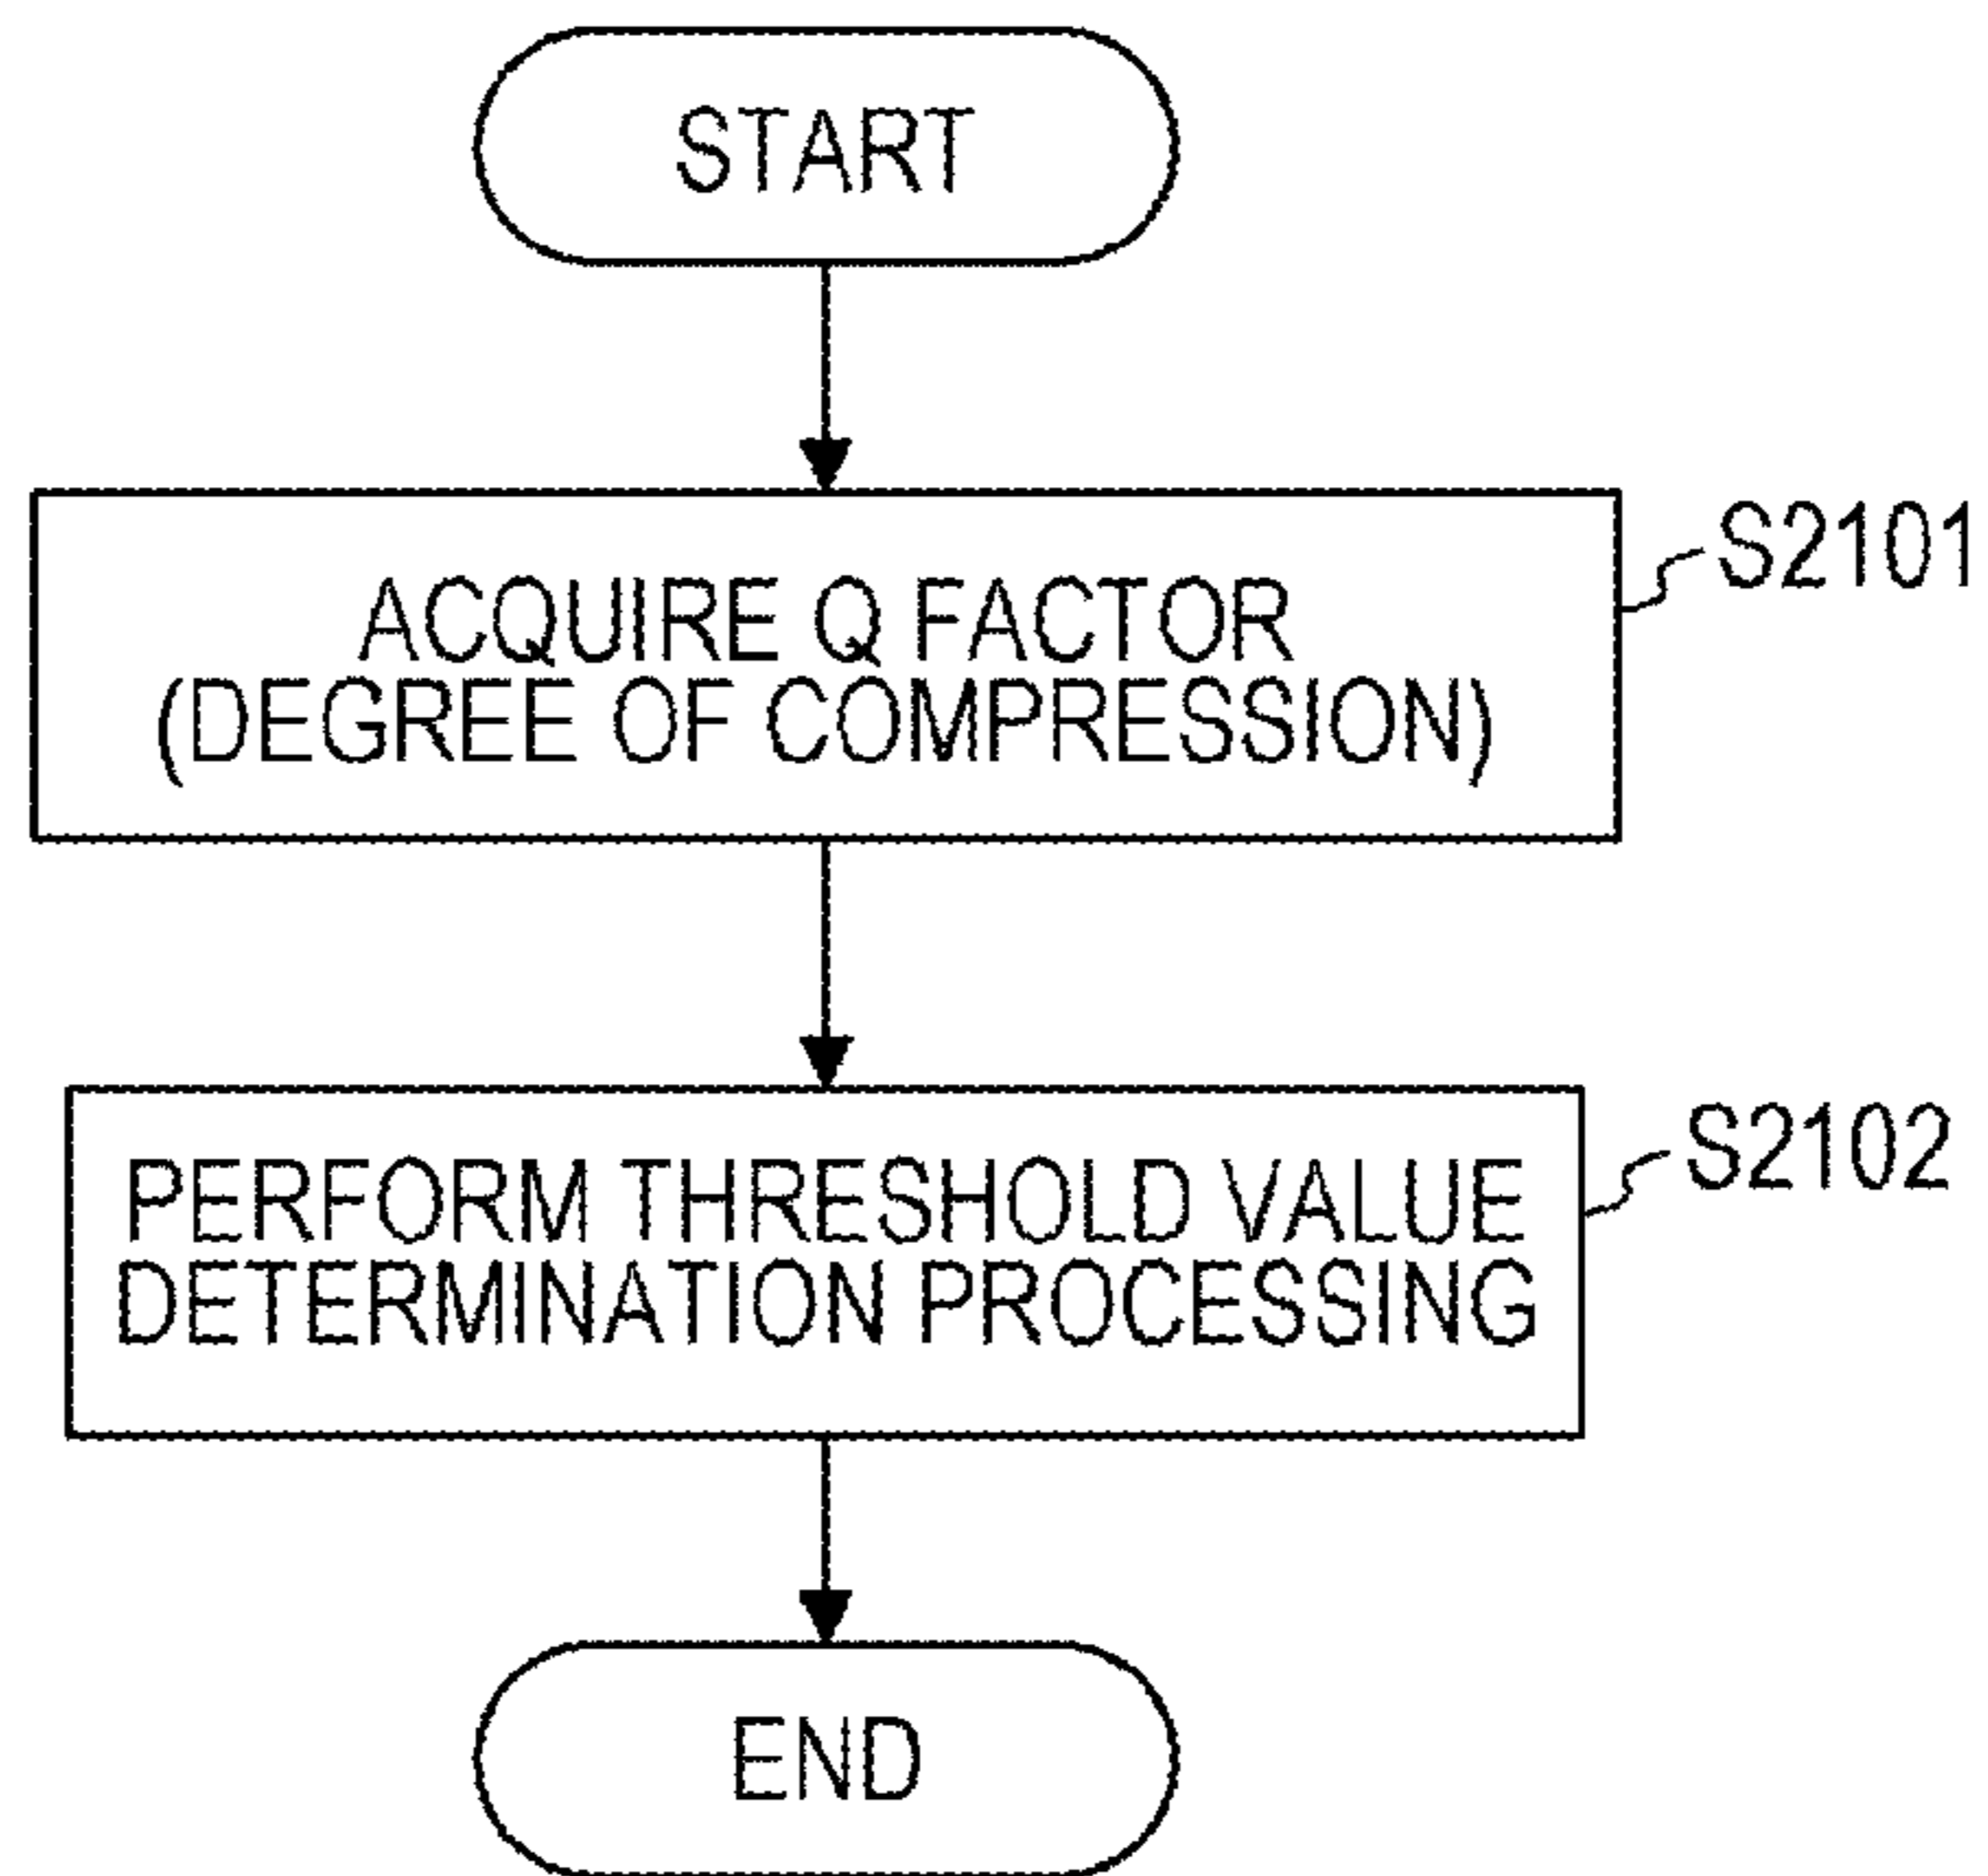 START
ACQUIRE Q FACTOR
(DEGREE OF COMPRESSION)
S2101
PERFORM THRESHOLD VALUE
DETERMINATION PROCESSING
S2102
END